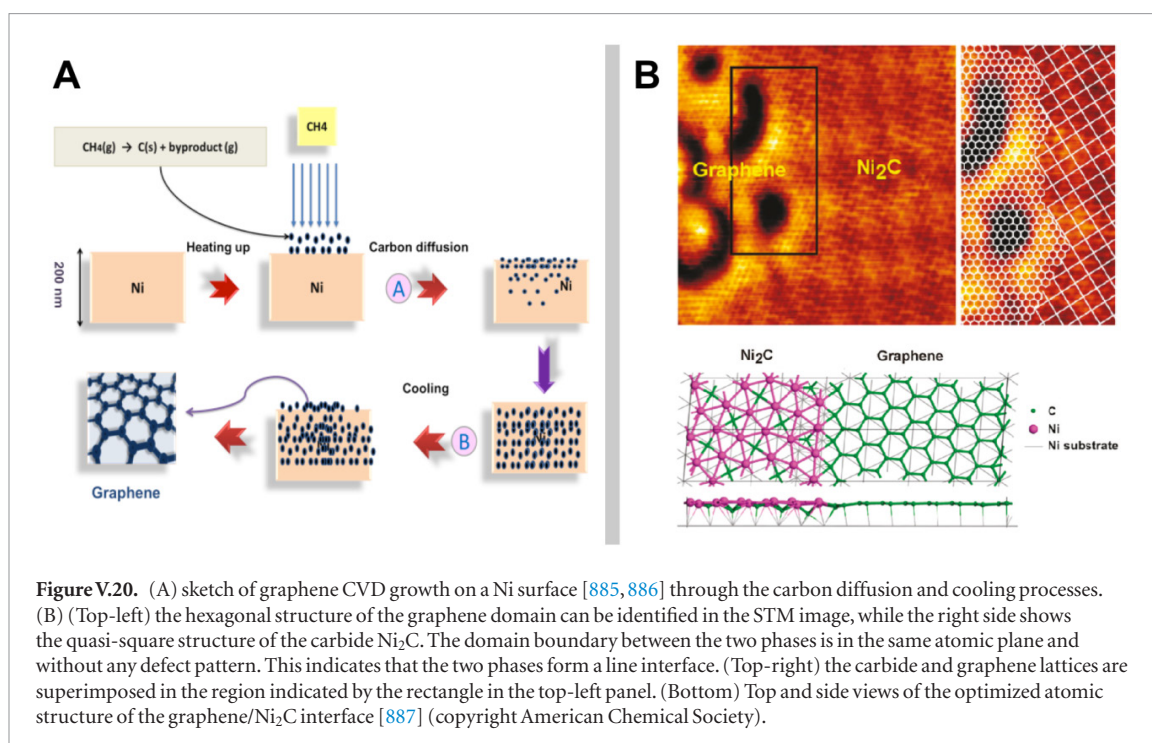 A
CH4
CH₄(g) → C(s) + byproduct (g)
Heating up
Carbon diffusion
200 nm
Ni
Ni
A
Ni
Cooling
B
Ni
Ni
Graphene
B
Graphene
Ni₂C
Ni₂C
Graphene
C
Ni
Ni substrate
Figure V.20. (A) sketch of graphene CVD growth on a Ni surface [885, 886] through the carbon diffusion and cooling processes.
(B) (Top-left) the hexagonal structure of the graphene domain can be identified in the STM image, while the right side shows
the quasi-square structure of the carbide Ni₂C. The domain boundary between the two phases is in the same atomic plane and
without any defect pattern. This indicates that the two phases form a line interface. (Top-right) the carbide and graphene lattices are
superimposed in the region indicated by the rectangle in the top-left panel. (Bottom) Top and side views of the optimized atomic
structure of the graphene/Ni₂C interface [887] (copyright American Chemical Society).